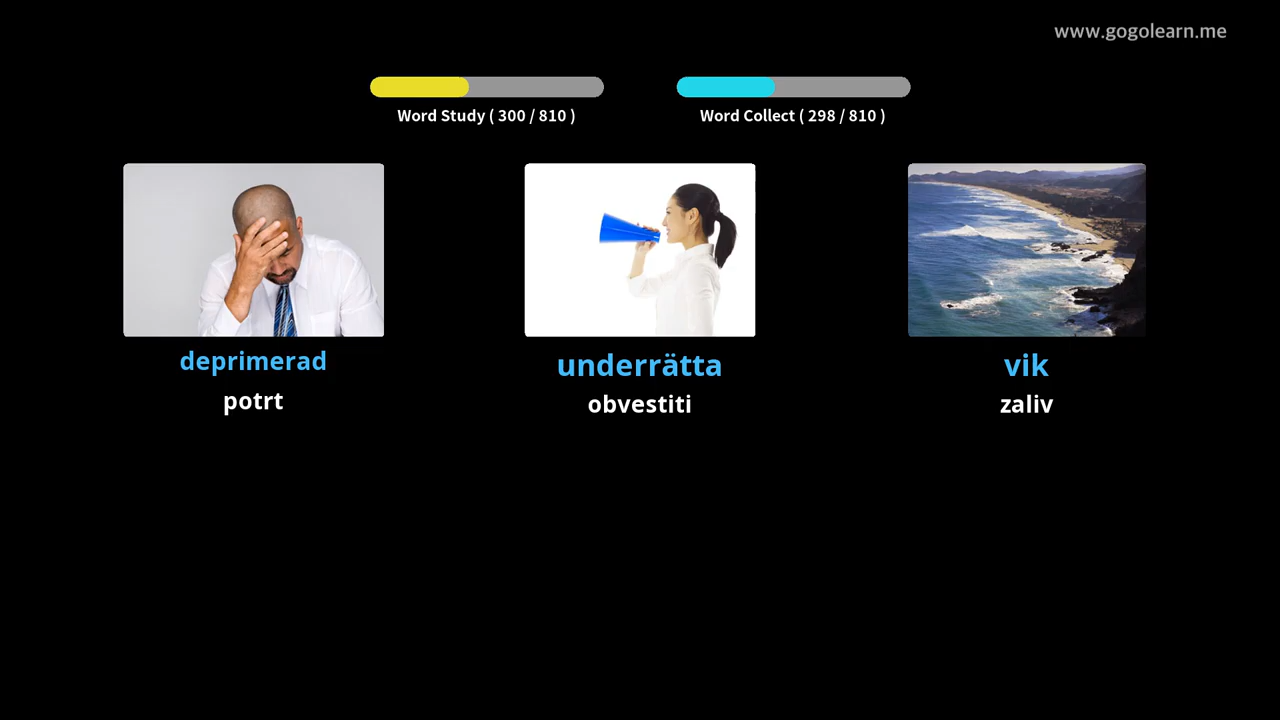 www.gogolearn.me
Word Study ( 300 / 810 )
Word Collect ( 298 / 810 )
deprimerad
potrt
underrätta
obvestiti
vik
zaliv